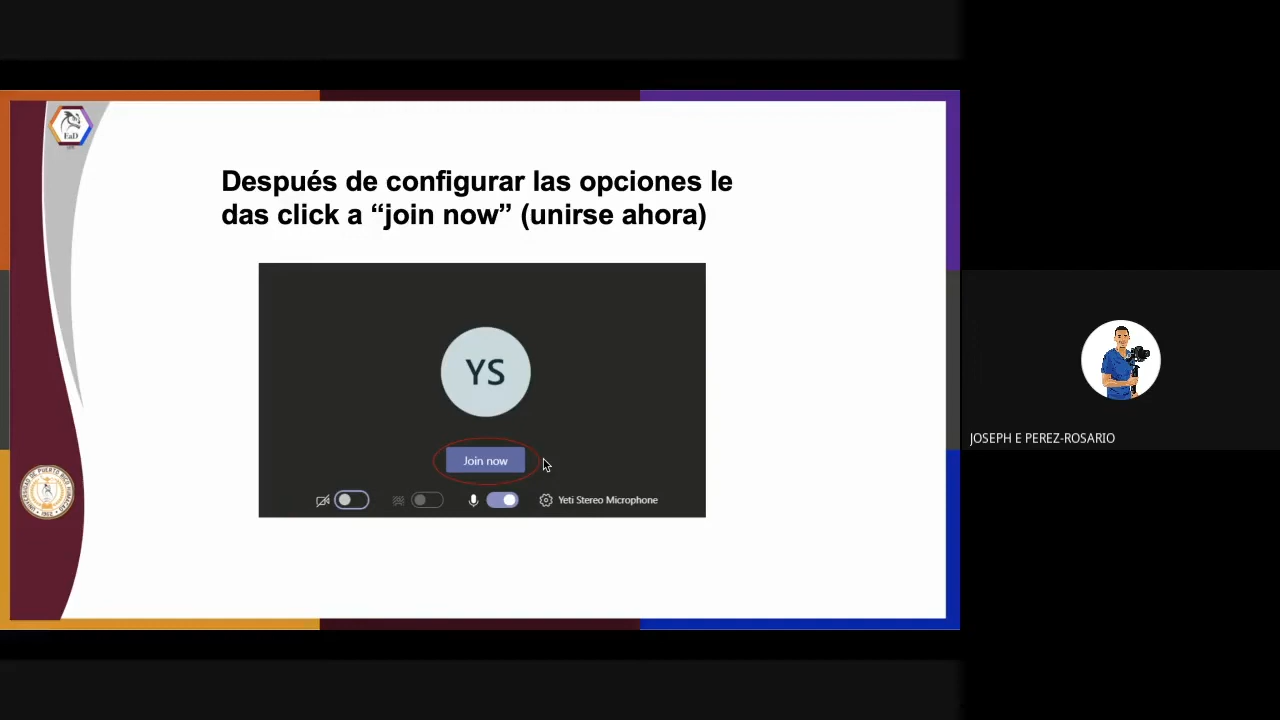 EaD
Después de configurar las opciones le
das click a “join now” (unirse ahora)
YS
Join now
Yeti Stereo Microphone
JOSEPH E PEREZ-ROSARIO